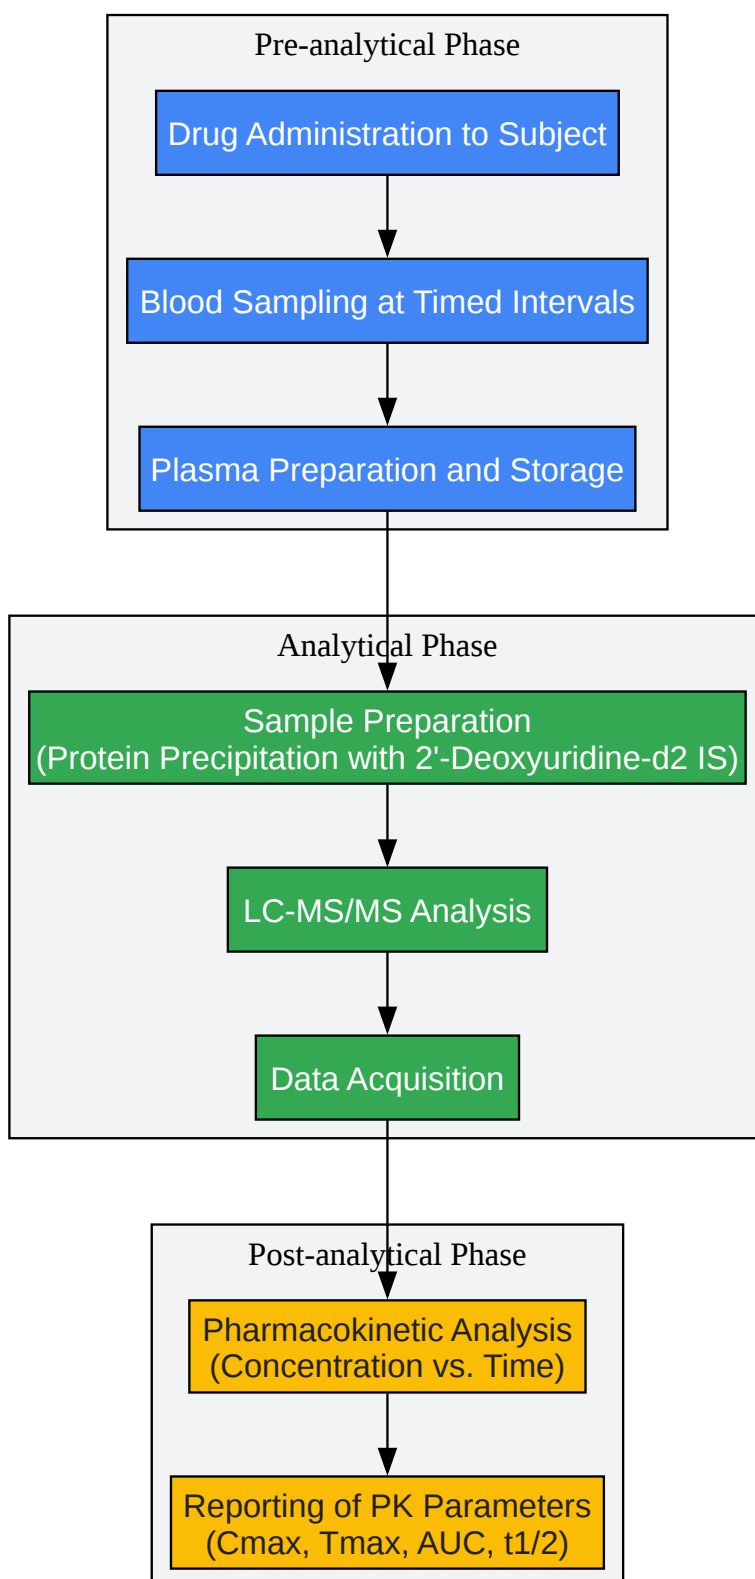 Pre-analytical Phase
Drug Administration to Subject
Blood Sampling at Timed Intervals
Plasma Preparation and Storage
Analytical Phase
Sample Preparation
(Protein Precipitation with 2'-Deoxyuridine-d2 IS)
LC-MS/MS Analysis
Data Acquisition
Post-analytical Phase
Pharmacokinetic Analysis
(Concentration vs. Time)
Reporting of PK Parameters
(Cmax, Tmax, AUC, t1/2)